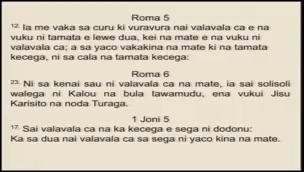 Roma 5
12. Ia me vaka sa curu ki vuravura nai valavala ca e na
vuku ni tamata e lewe dua, kei na mate e na vuku ni
valavala ca; a sa yaco vakakina na mate ki na tamata
kecega, ni sa cala na tamata kecega:
Roma 6
23. Ni sa kenai sau ni valavala ca na mate, ia sai solisoli
walega ni Kalou na bula tawamudu, ena vukui Jisu
Karisito na noda Turaga.
1 Joni 5
17. Sai valavala ca na ka kecega e sega ni dodonu:
Ka sa dua nai valavala ca sa sega ni yaco kina na mate.